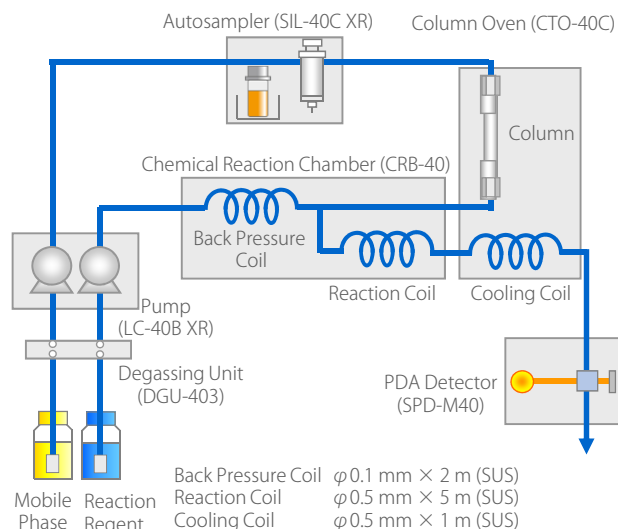 Autosampler (SIL-40C XR)
Column Oven (CTO-40C)
Column
Chemical Reaction Chamber (CRB-40)
Back Pressure
Coil
Reaction Coil
Cooling Coil
Pump
(LC-40B XR)
Degassing Unit
(DGU-403)
PDA Detector
(SPD-M40)
Mobile
Phase
Reaction
Regent
Back Pressure Coil φ0.1 mm × 2 m (SUS)
Reaction Coil φ0.5 mm × 5 m (SUS)
Cooling Coil φ0.5 mm × 1 m (SUS)